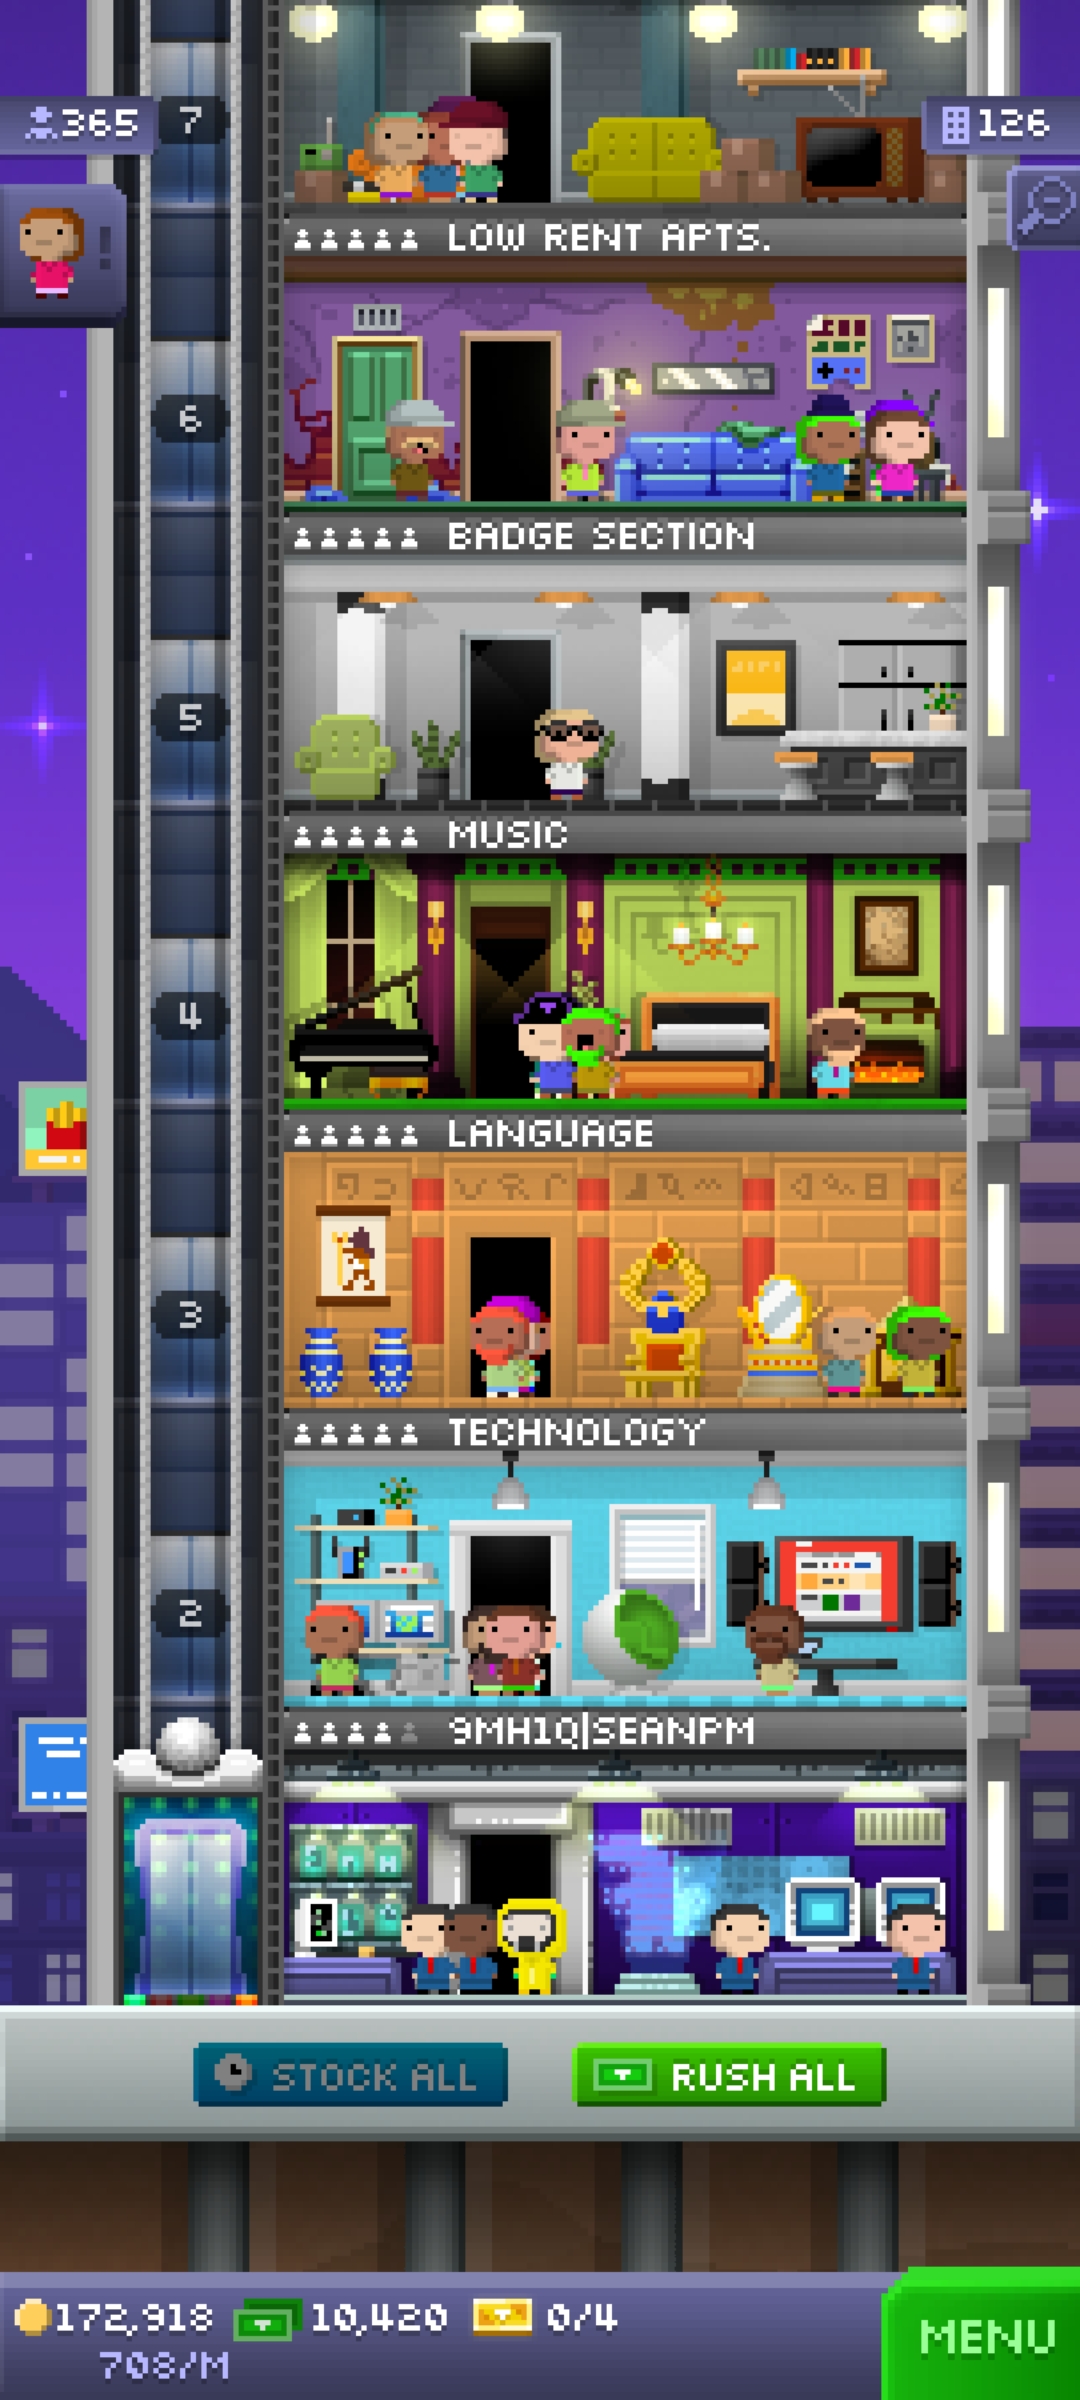 365
7
126
LOW RENT APTS.
6
BADGE SECTION
5
MUSIC
4
LANGUAGE
3
TECHNOLOGY
2
9MH1Q|SEANPM
STOCK ALL
RUSH ALL
172,918
10,420
0/4
708/M
MENU